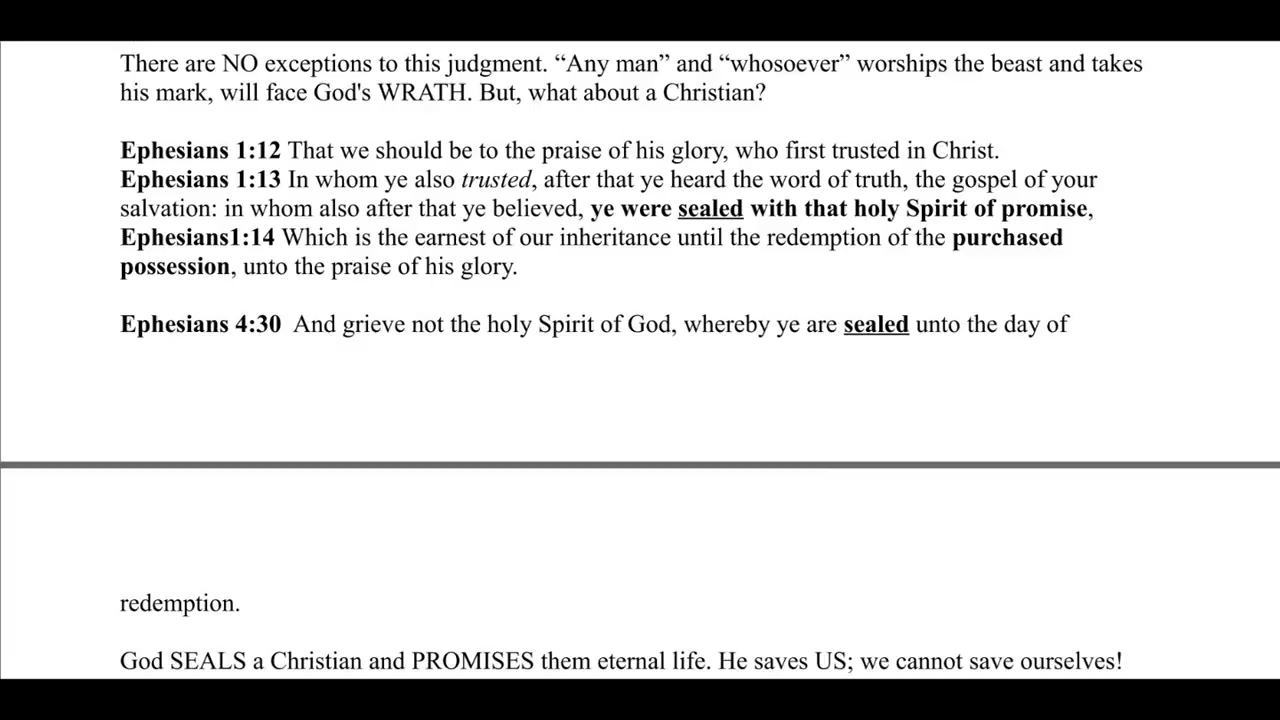 There are NO exceptions to this judgment. “Any man” and “whosoever” worships the beast and takes
his mark, will face God's WRATH. But, what about a Christian?
Ephesians 1:12 That we should be to the praise of his glory, who first trusted in Christ.
Ephesians 1:13 In whom ye also trusted, after that ye heard the word of truth, the gospel of your
salvation: in whom also after that ye believed, ye were sealed with that holy Spirit of promise,
Ephesians1:14 Which is the earnest of our inheritance until the redemption of the purchased
possession, unto the praise of his glory.
Ephesians 4:30 And grieve not the holy Spirit of God, whereby ye are sealed unto the day of
redemption.
God SEALS a Christian and PROMISES them eternal life. He saves US; we cannot save ourselves!